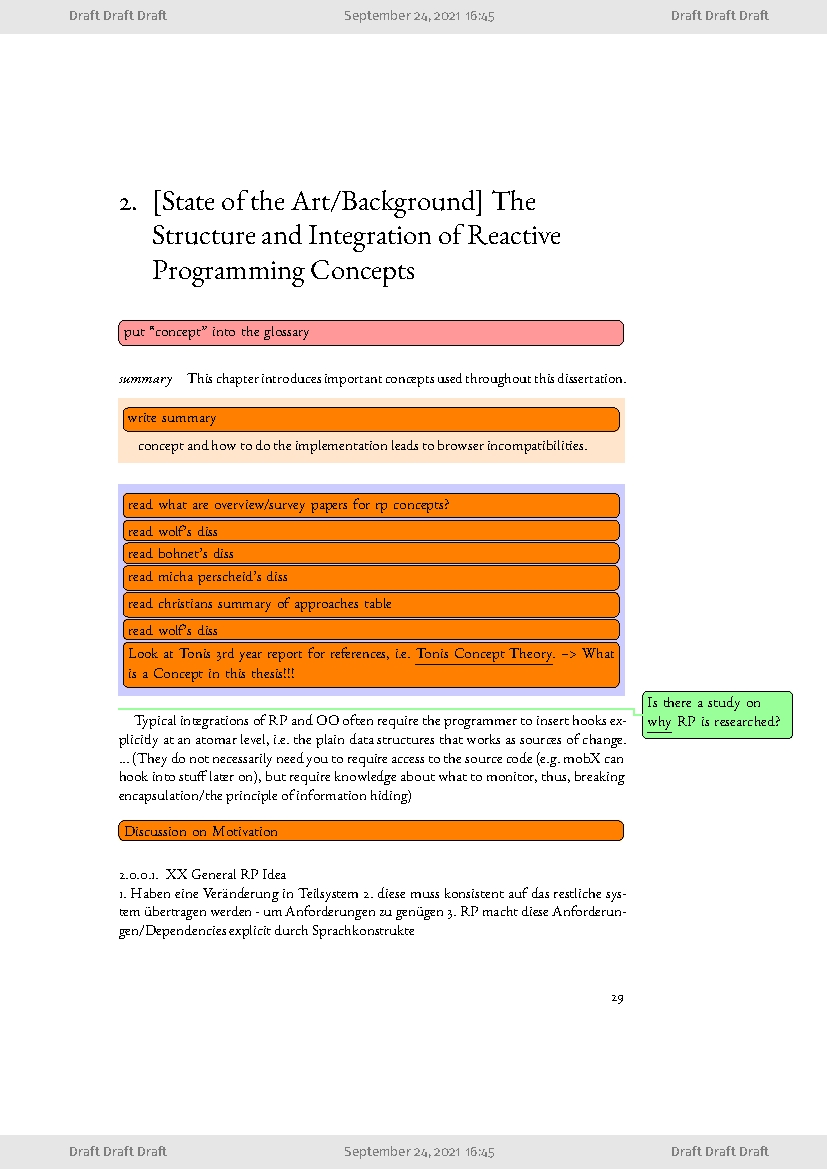 Draft Draft Draft September 24, 2021 16:45 Draft Draft Draft
2. [State of the Art/Background] The
Structure and Integration of Reactive
Programming Concepts
put “concept” into the glossary
summary This chapter introduces important concepts used throughout this dissertation.
write summary
concept and how to do the implementation leads to browser incompatibilities.
read what are overview/survey papers for rp concepts?
read wolf’s diss
read bohnet’s diss
read micha perscheid’s diss
read christians summary of approaches table
read wolf’s diss
Look at Tonis 3rd year report for references, i.e. Tonis Concept Theory. –> What
is a Concept in this thesis!!!
Is there a study on
why RP is researched?
Typical integrations of RP and OO often require the programmer to insert hooks ex-
plicitly at an atomar level, i.e. the plain data structures that works as sources of change.
... (They do not necessarily need you to require access to the source code (e.g. mobX can
hook into stuff later on), but require knowledge about what to monitor, thus, breaking
encapsulation/the principle of information hiding)
Discussion on Motivation
2.0.0.1. XX General RP Idea
1. Haben eine Veränderung in Teilsystem 2. diese muss konsistent auf das restliche sys-
tem übertragen werden - um Anforderungen zu genügen 3. RP macht diese Anforderun-
gen/Dependencies explicit durch Sprachkonstrukte
29
Draft Draft Draft September 24, 2021 16:45 Draft Draft Draft